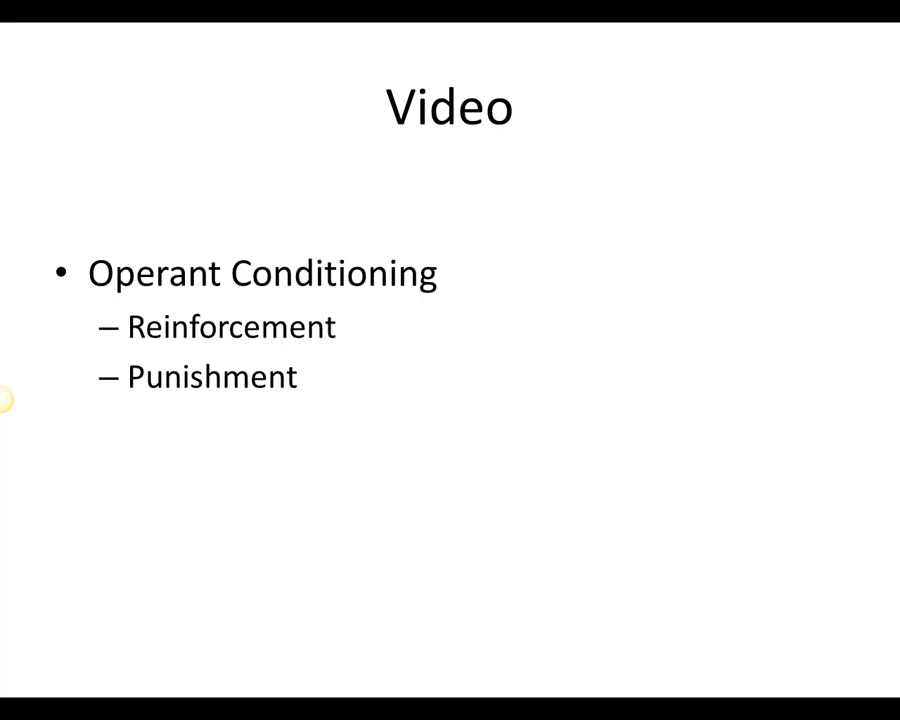 Video
• Operant Conditioning
– Reinforcement
– Punishment